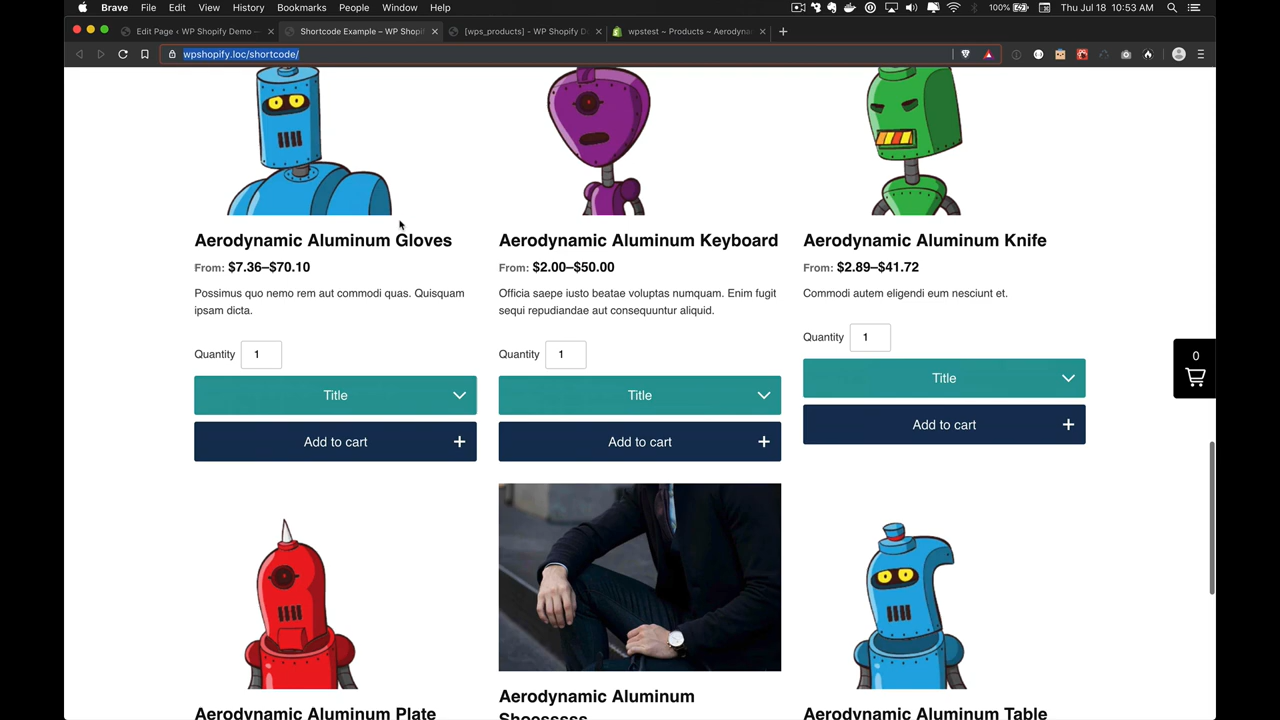 Brave File Edit View History Bookmarks People Window Help 100% Thu Jul 18 10:53 AM
Edit Page ‹ WP Shopify Demo — × Shortcode Example – WP Shopif × [wps_products] - WP Shopify D × wpstest ~ Products ~ Aerodyna × +
wpshopify.loc/shortcode/
Aerodynamic Aluminum Gloves
From: $7.36–$70.10
Possimus quo nemo rem aut commodi quas. Quisquam
ipsam dicta.
Quantity 1
Title
Add to cart +
Aerodynamic Aluminum Keyboard
From: $2.00–$50.00
Officia saepe iusto beatae voluptas numquam. Enim fugit
sequi repudiandae aut consequuntur aliquid.
Quantity 1
Title
Add to cart +
Aerodynamic Aluminum Knife
From: $2.89–$41.72
Commodi autem eligendi eum nesciunt et.
Quantity 1
Title
Add to cart +
0
Aerodynamic Aluminum Plate
Aerodynamic Aluminum
Shoesssss
Aerodynamic Aluminum Table